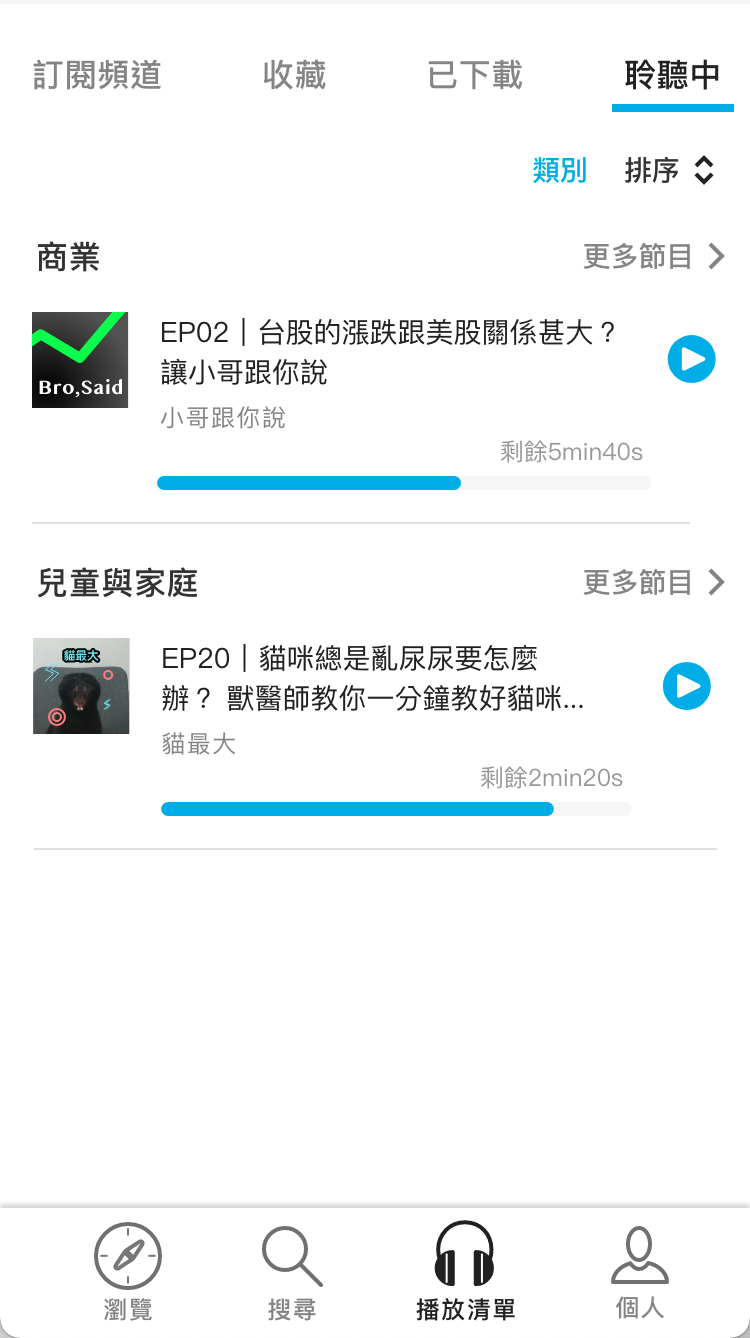 訂閱頻道 收藏 已下載 聆聽中
類別 排序
商業 更多節目
Bro,Said
EP02｜台股的漲跌跟美股關係甚大？
讓小哥跟你說
小哥跟你說
剩餘5min40s
兒童與家庭 更多節目
貓最大
EP20｜貓咪總是亂尿尿要怎麼
辦？ 獸醫師教你一分鐘教好貓咪...
貓最大
剩餘2min20s
瀏覽 搜尋 播放清單 個人